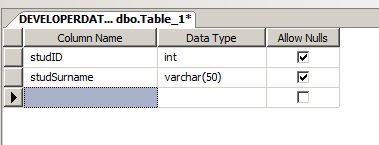 DEVELOPERDAT... dbo.Table_1*
Column Name Data Type Allow Nulls
studID int
studSurname varchar(50)